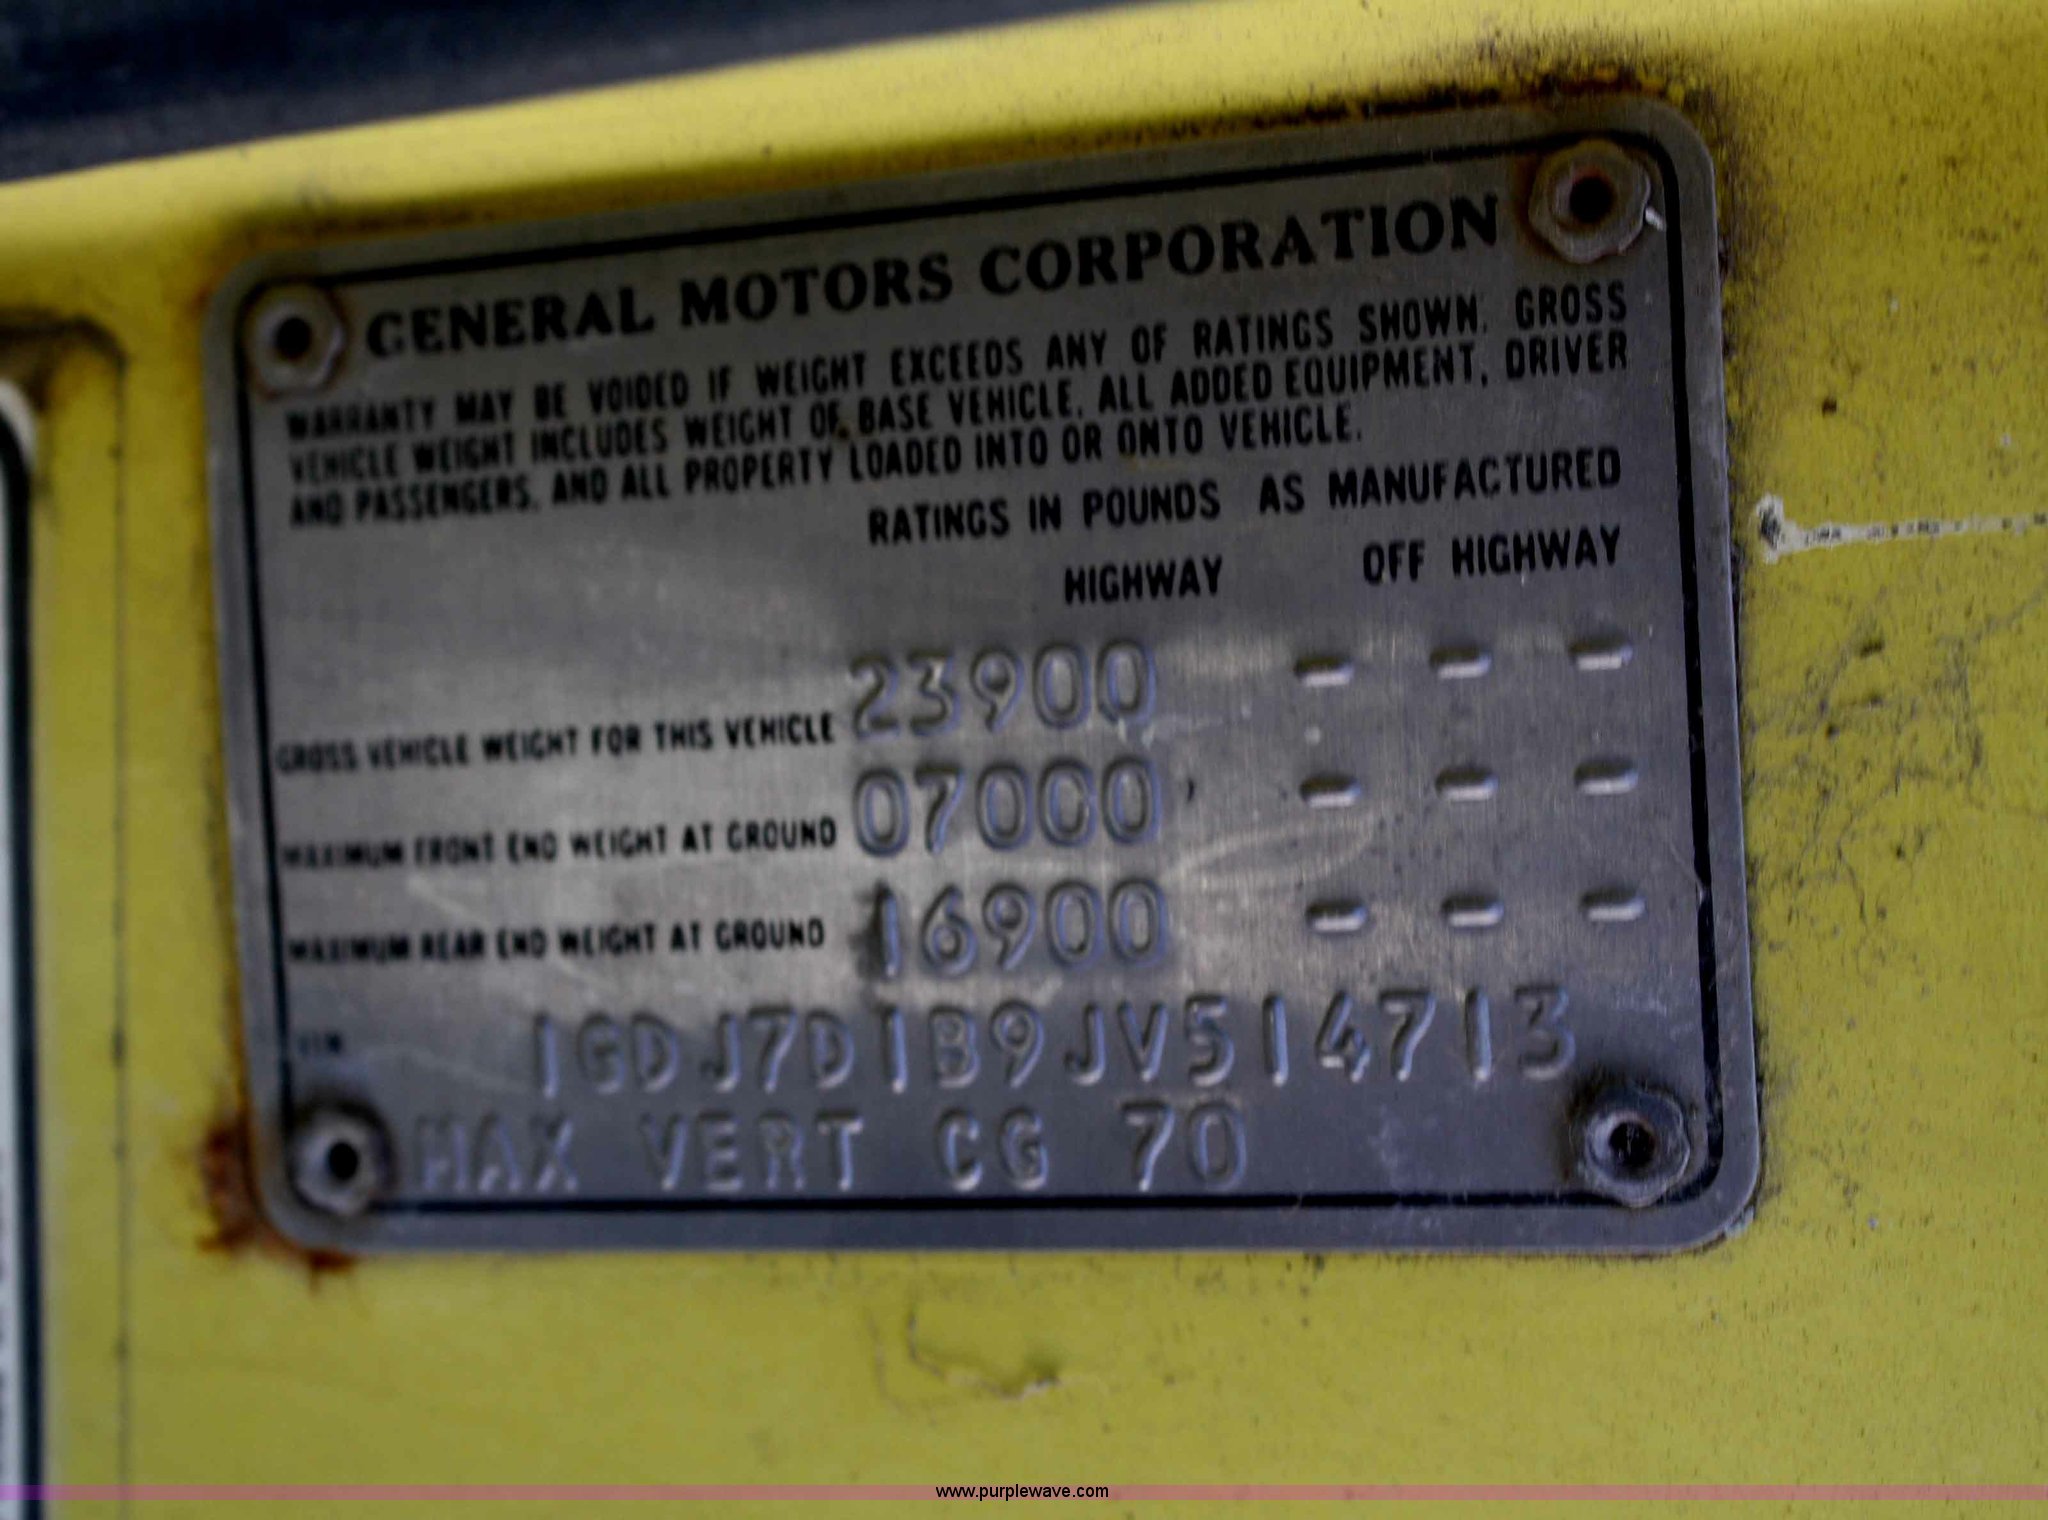 GENERAL MOTORS CORPORATION
WARRANTY MAY BE VOIDED IF WEIGHT EXCEEDS ANY OF RATINGS SHOWN. GROSS
VEHICLE WEIGHT INCLUDES WEIGHT OF BASE VEHICLE, ALL ADDED EQUIPMENT, DRIVER
AND PASSENGERS, AND ALL PROPERTY LOADED INTO OR ONTO VEHICLE.
RATINGS IN POUNDS AS MANUFACTURED
HIGHWAY OFF HIGHWAY
GROSS VEHICLE WEIGHT FOR THIS VEHICLE 23900 - - -
MAXIMUM FRONT END WEIGHT AT GROUND 07000 - - -
MAXIMUM REAR END WEIGHT AT GROUND 16900 - - -
VIN 1GDJ7D1B9JV514713
MAX VERT CG 70
www.purplewave.com